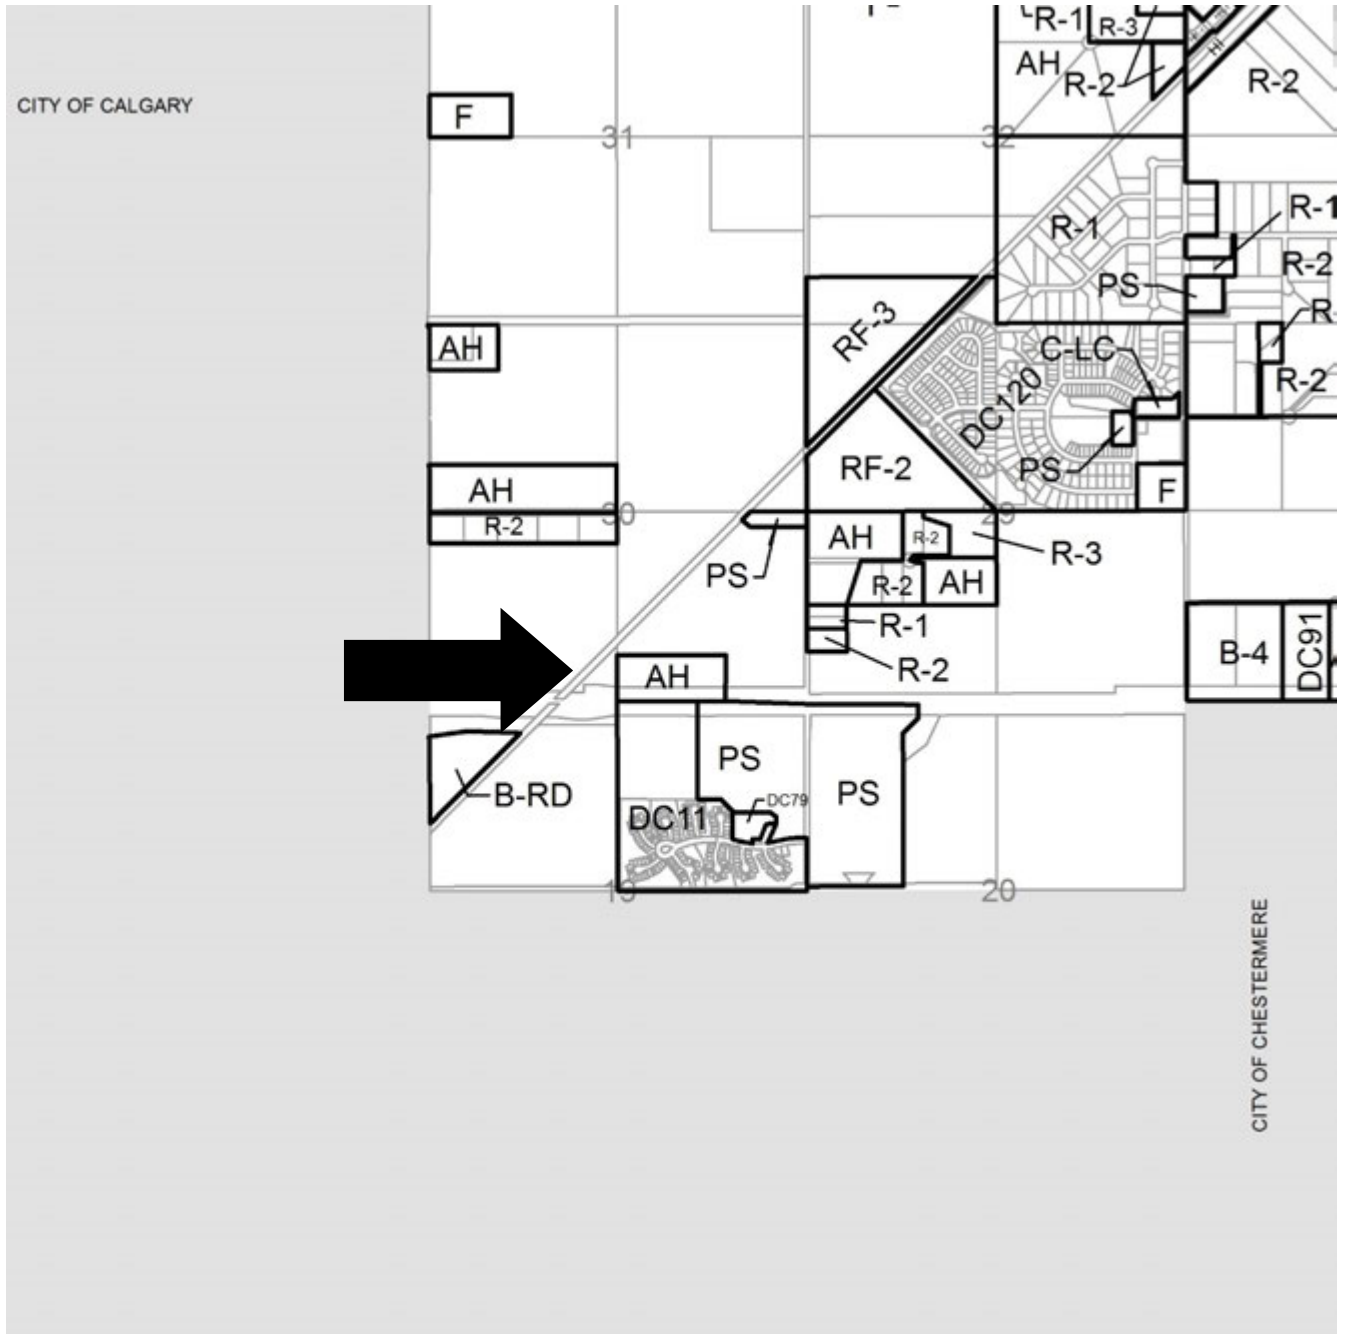 R-1
R-3
AH
R-2
HI
R-2
CITY OF CALGARY
F
31
32
R-1
R-1
PS
R-2
RF-3
AH
C-LC
R-2
DC120
RF-2
PS
F
AH
R-2
30
29
PS
AH
R-2
R-3
R-2
AH
R-1
R-2
AH
B-4
DC91
B-RD
PS
PS
DC79
DC11
19
20
CITY OF CHESTERMERE